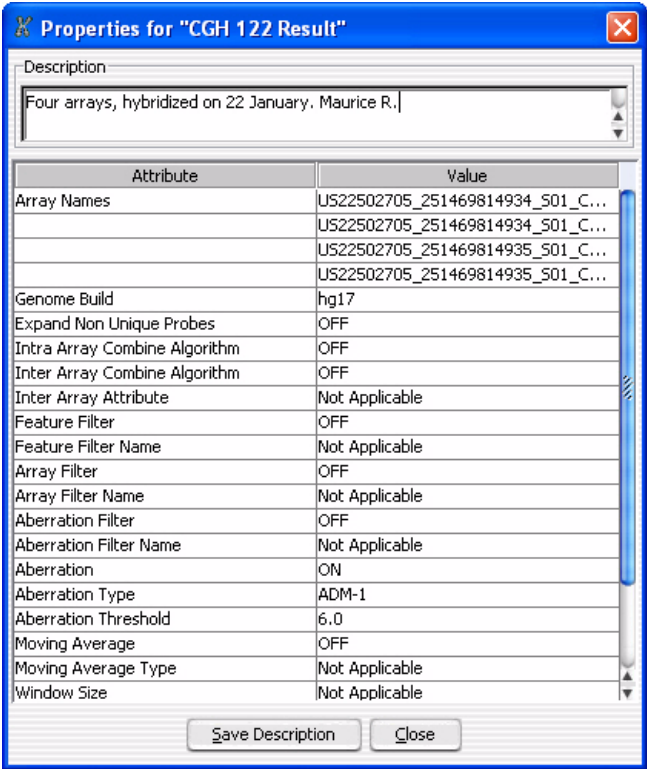 Properties for "CGH 122 Result"
Description
Four arrays, hybridized on 22 January. Maurice R.
Attribute Value
Array Names US22502705_251469814934_S01_C...
US22502705_251469814934_S01_C...
US22502705_251469814935_S01_C...
US22502705_251469814935_S01_C...
Genome Build hg17
Expand Non Unique Probes OFF
Intra Array Combine Algorithm OFF
Inter Array Combine Algorithm OFF
Inter Array Attribute Not Applicable
Feature Filter OFF
Feature Filter Name Not Applicable
Array Filter OFF
Array Filter Name Not Applicable
Aberration Filter OFF
Aberration Filter Name Not Applicable
Aberration ON
Aberration Type ADM-1
Aberration Threshold 6.0
Moving Average OFF
Moving Average Type Not Applicable
Window Size Not Applicable
Save Description Close